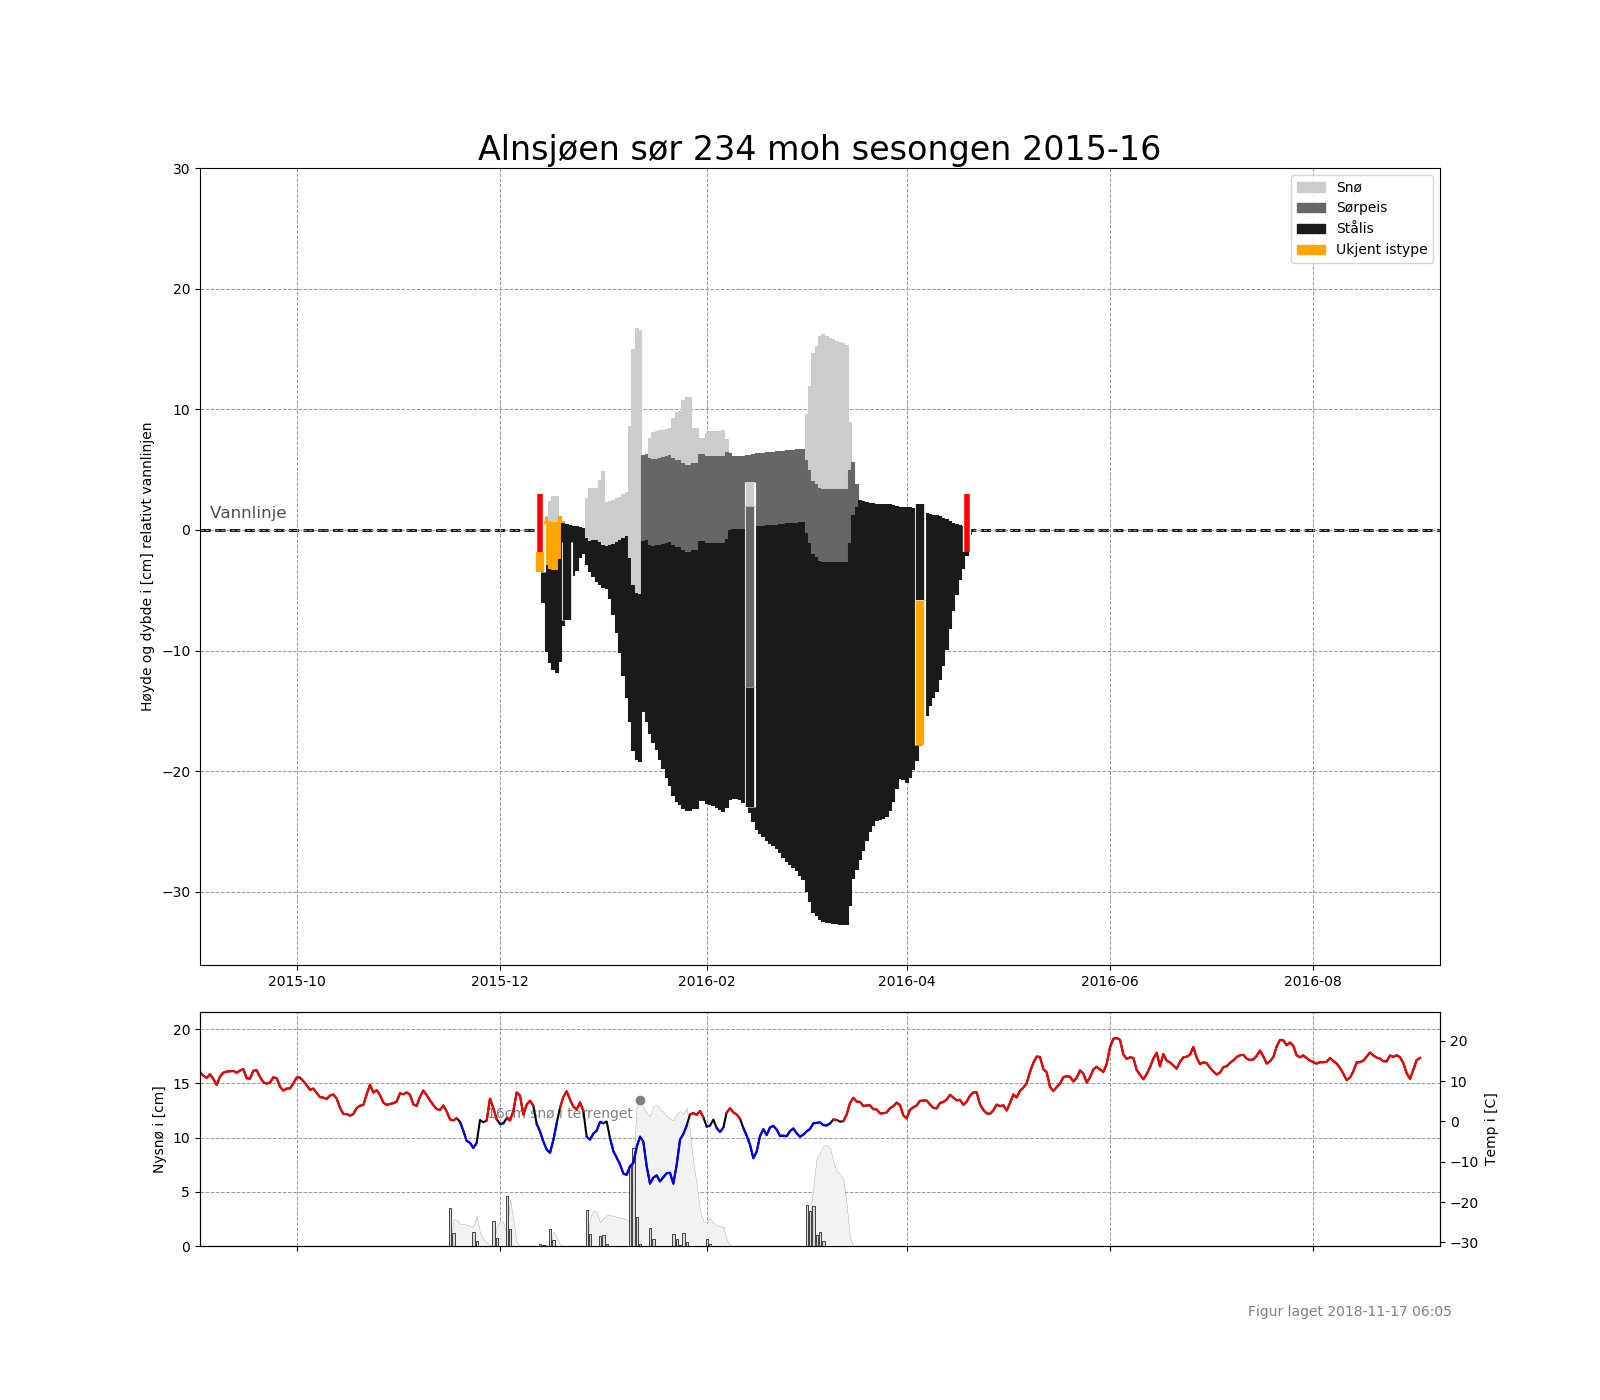 Alnsjøen sør 234 moh sesongen 2015-16
Høyde og dybde i [cm] relativt vannlinjen
30
20
10
0
−10
−20
−30
Vannlinje
Snø
Sørpeis
Stålis
Ukjent istype
2015-10
2015-12
2016-02
2016-04
2016-06
2016-08
Nysnø i [cm]
20
15
10
5
0
16cm snø i terrenget
20
10
0
−10
−20
−30
Temp i [C]
Figur laget 2018-11-17 06:05